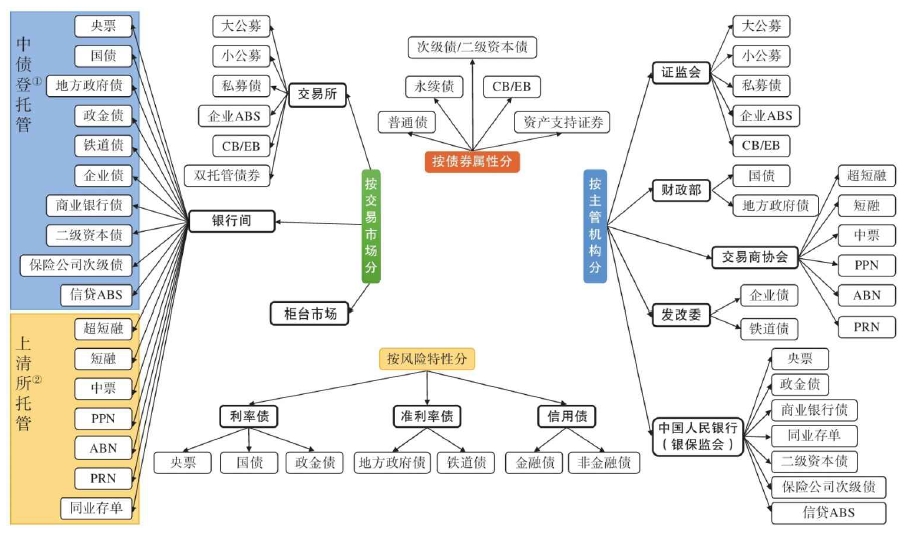 中债登①托管
央票
国债
地方政府债
政金债
铁道债
企业债
商业银行债
二级资本债
保险公司次级债
信贷ABS
上清所②托管
超短融
短融
中票
PPN
ABN
PRN
同业存单
大公募
小公募
私募债
企业ABS
CB/EB
双托管债券
交易所
银行间
柜台市场
按交易市场分
次级债/二级资本债
永续债
CB/EB
普通债
资产支持证券
按债券属性分
按风险特性分
利率债
准利率债
信用债
央票
国债
政金债
地方政府债
铁道债
金融债
非金融债
按主管机构分
证监会
大公募
小公募
私募债
企业ABS
CB/EB
财政部
国债
地方政府债
交易商协会
超短融
短融
中票
PPN
ABN
PRN
发改委
企业债
铁道债
中国人民银行
（银保监会）
央票
政金债
商业银行债
同业存单
二级资本债
保险公司次级债
信贷ABS